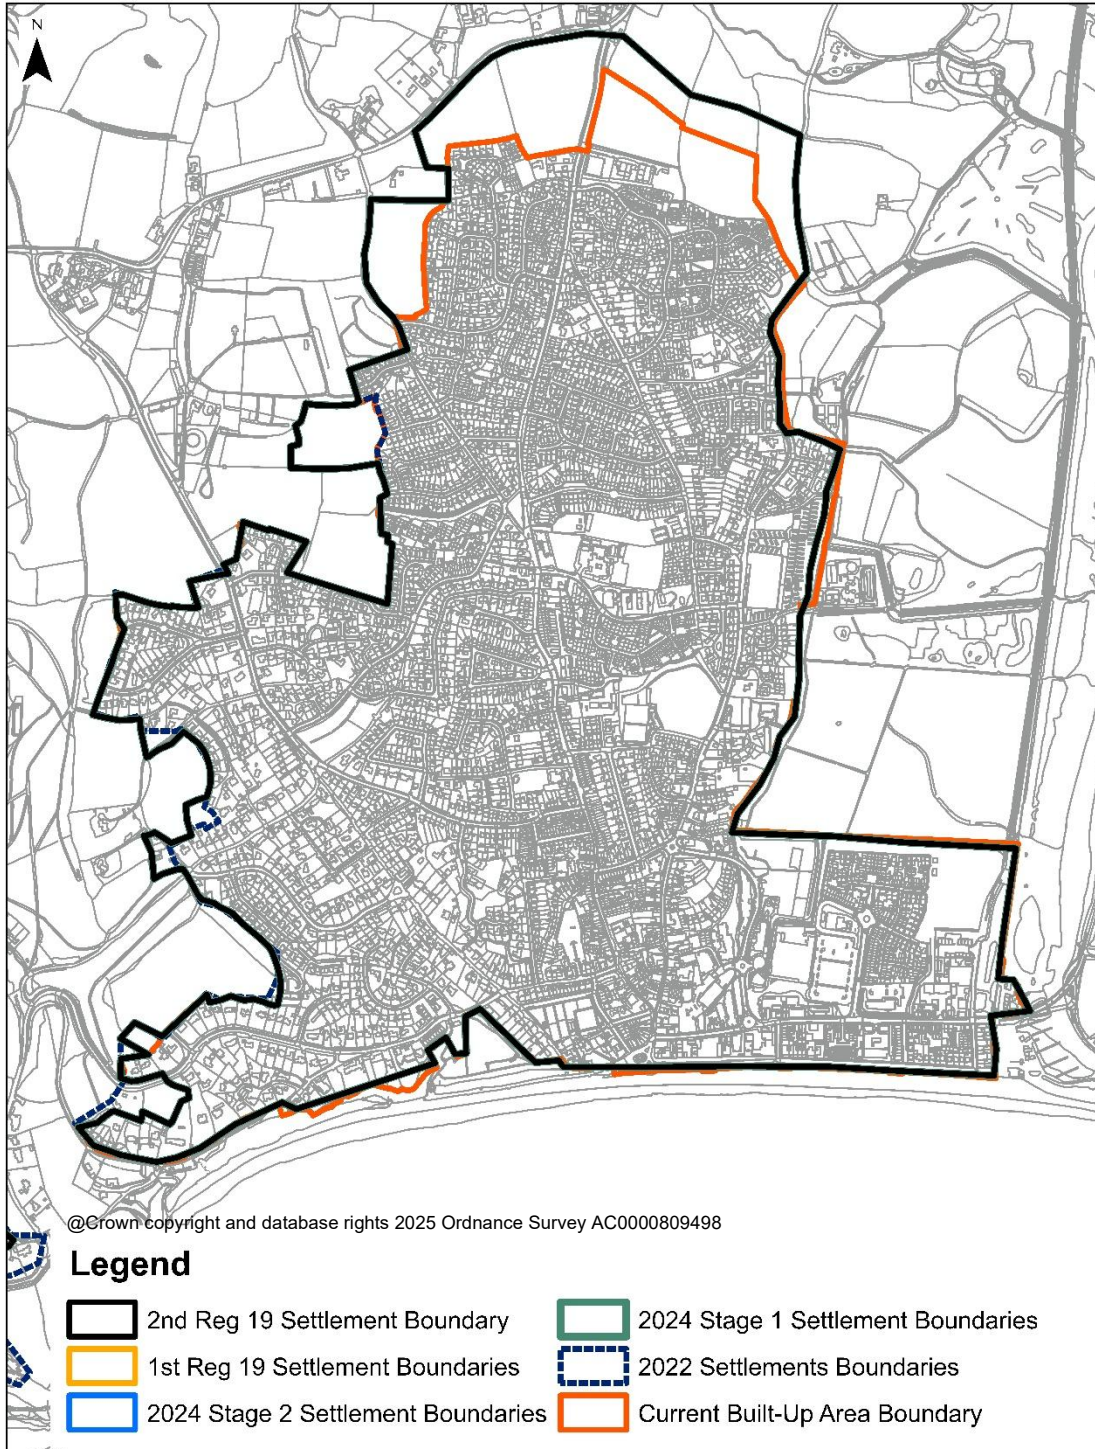 N
@Crown copyright and database rights 2025 Ordnance Survey AC0000809498
Legend
2nd Reg 19 Settlement Boundary
1st Reg 19 Settlement Boundaries
2024 Stage 2 Settlement Boundaries
2024 Stage 1 Settlement Boundaries
2022 Settlements Boundaries
Current Built-Up Area Boundary